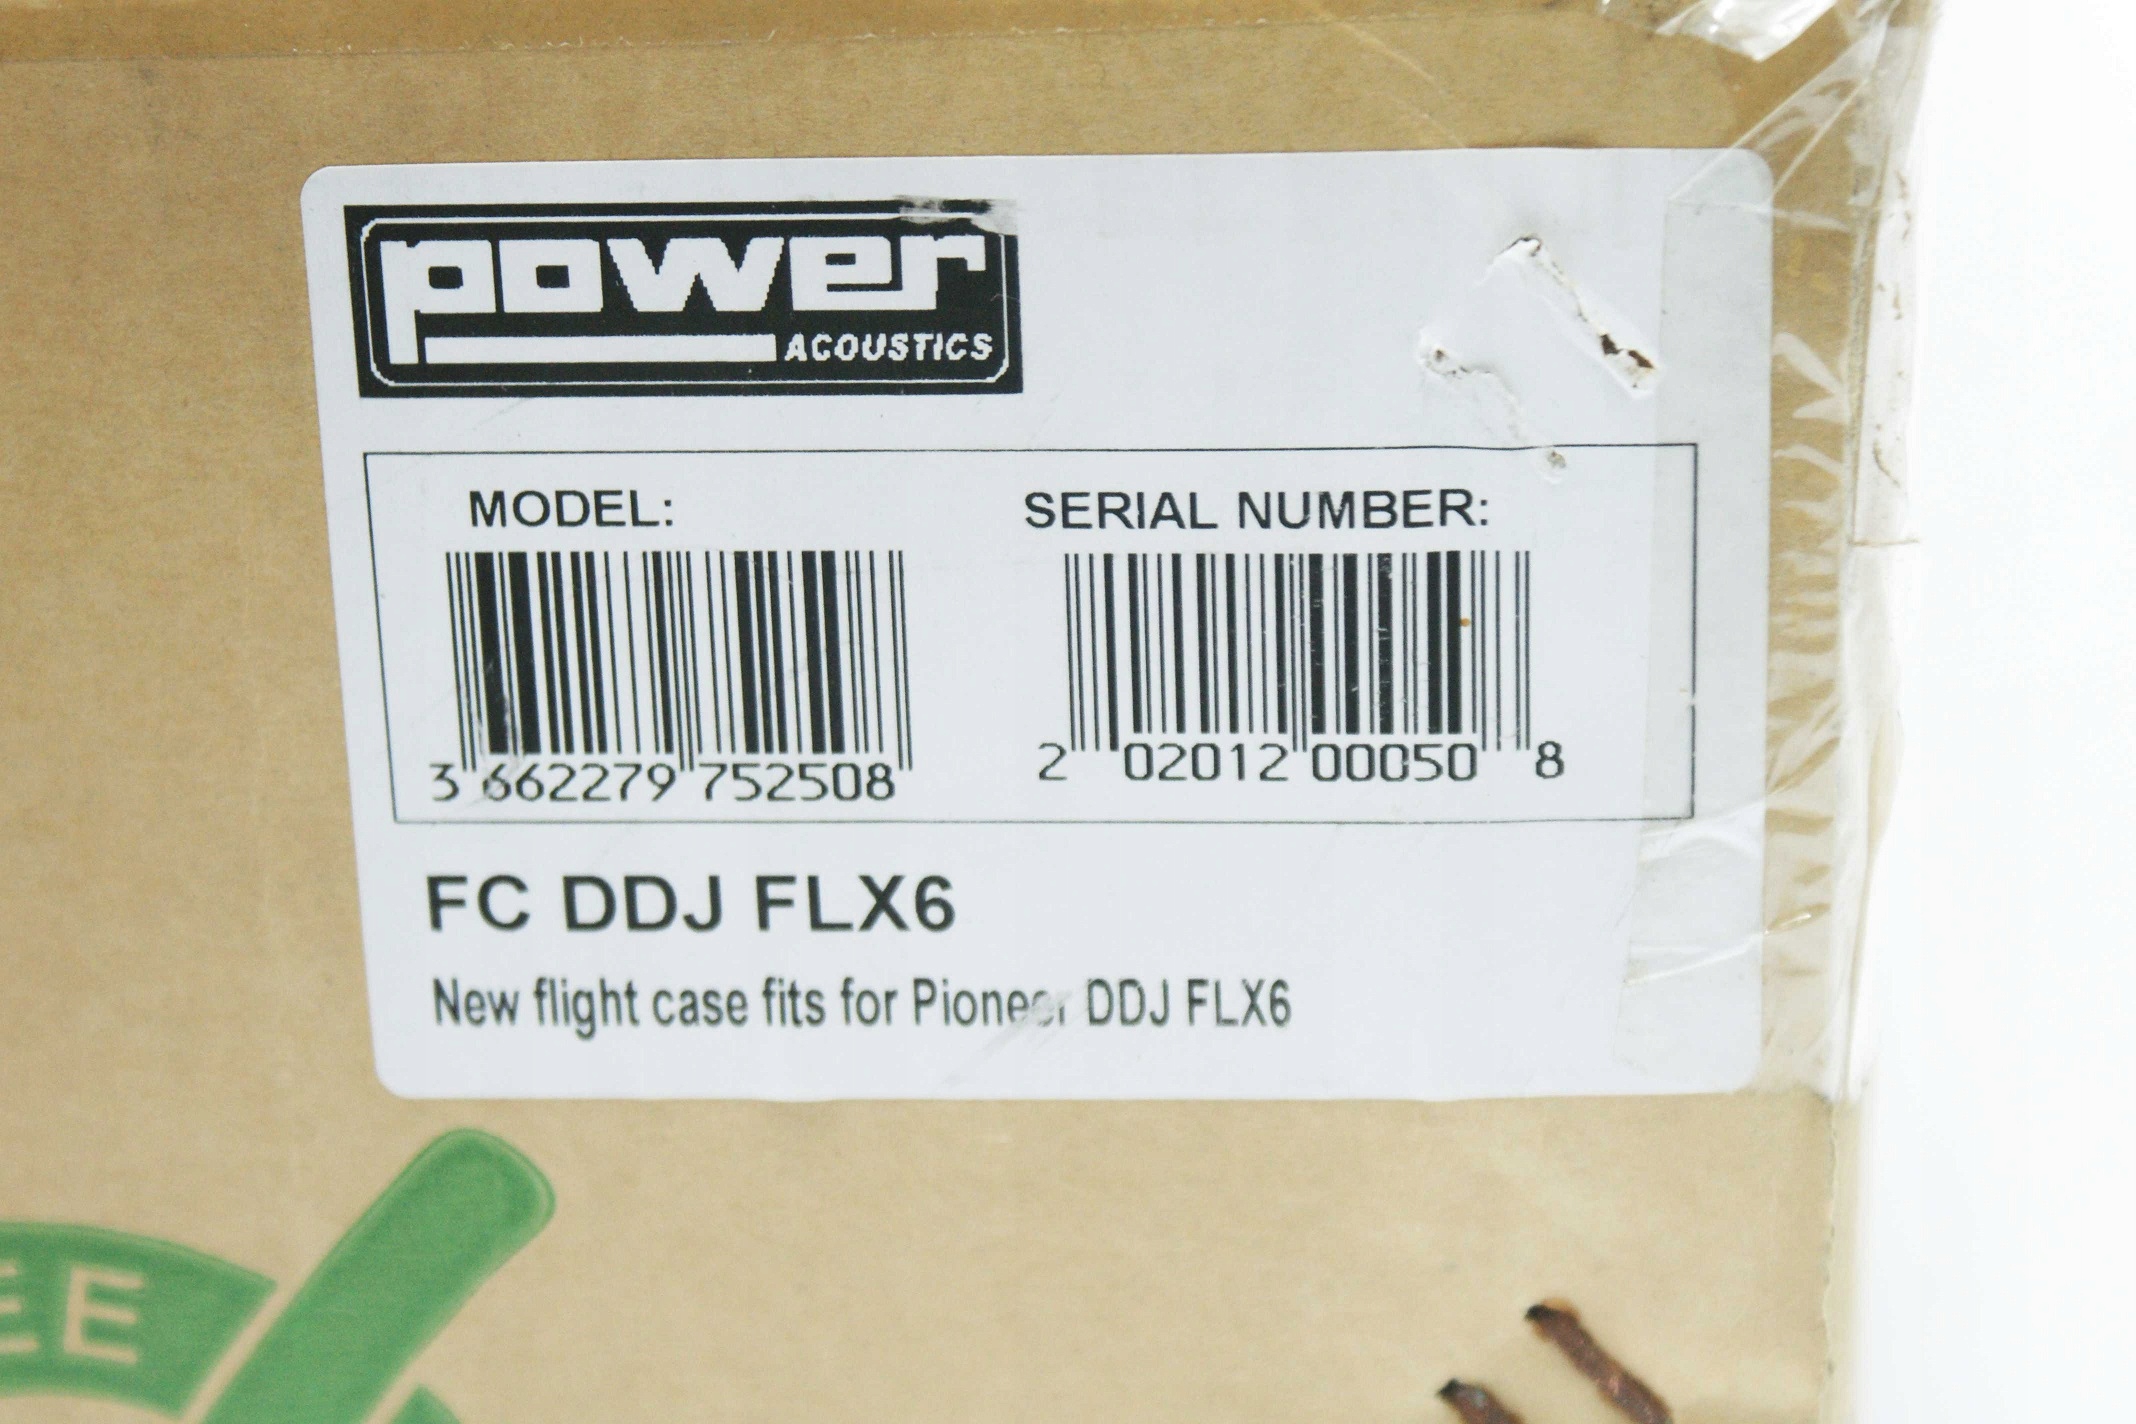 power
ACOUSTICS
MODEL: SERIAL NUMBER:
3 662279 752508 2 02012 00050 8
FC DDJ FLX6
New flight case fits for Pioneer DDJ FLX6